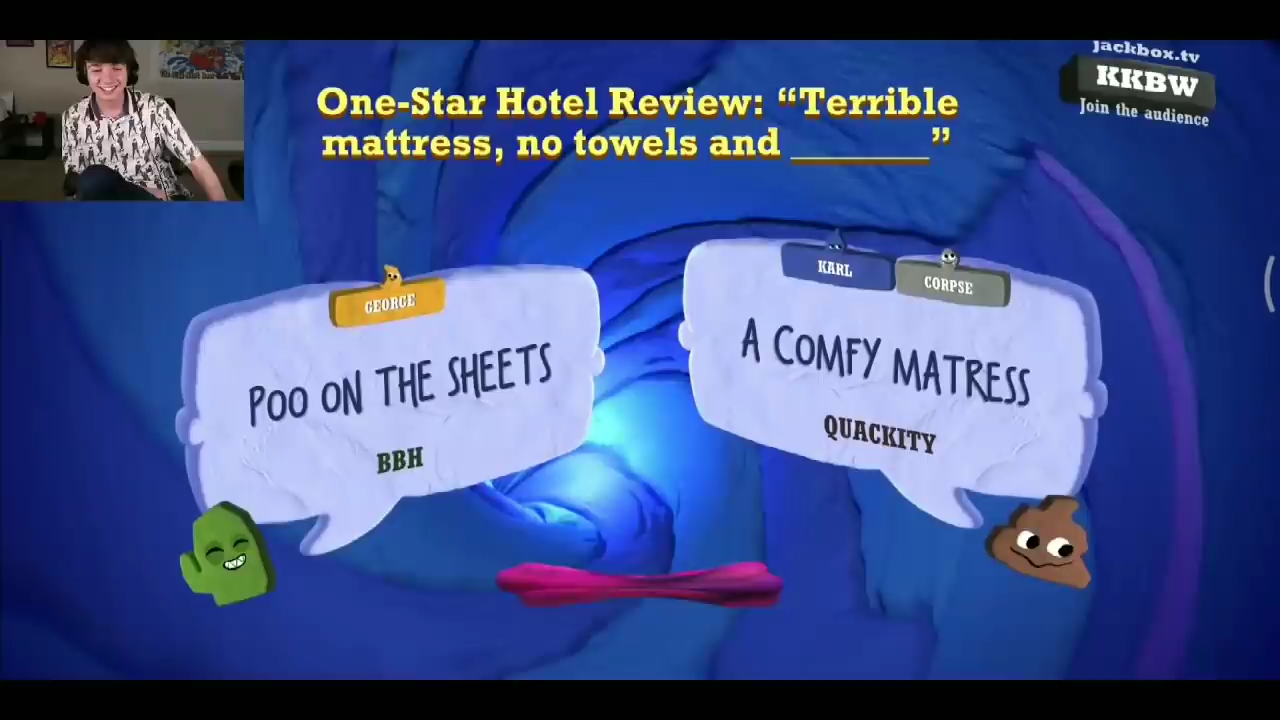 jackbox.tv
KKBW
Join the audience
One-Star Hotel Review: “Terrible
mattress, no towels and _______”
GEORGE
POO ON THE SHEETS
BBH
KARL
CORPSE
A COMFY MATRESS
QUACKITY